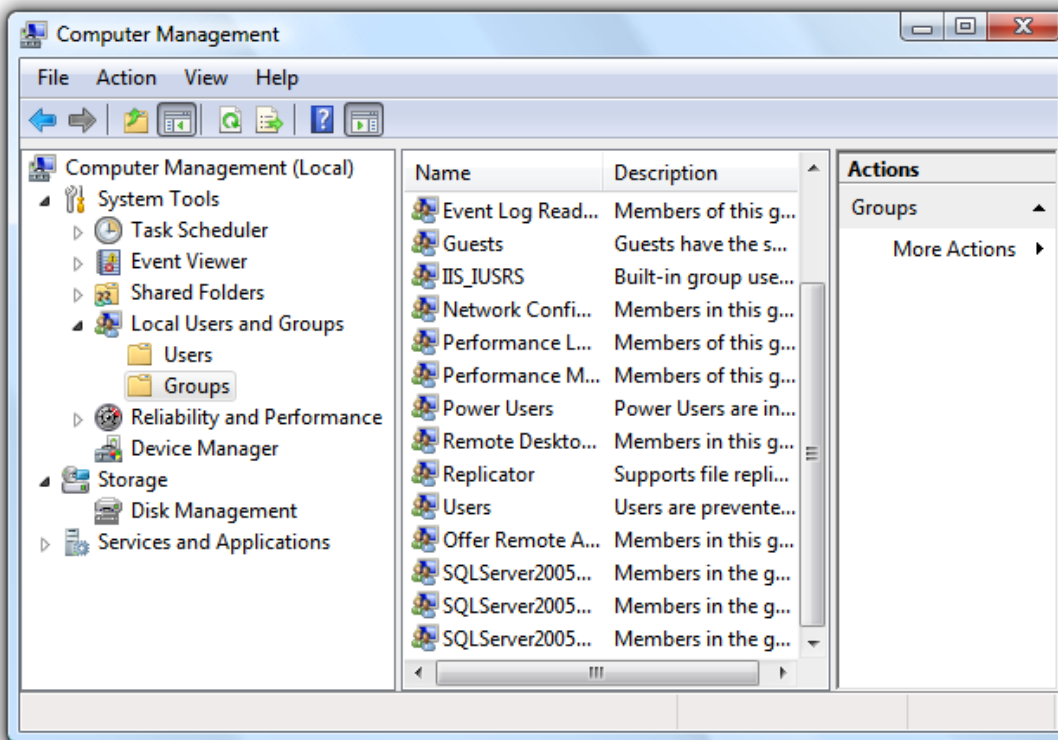 Computer Management
File Action View Help
Computer Management (Local)
System Tools
Task Scheduler
Event Viewer
Shared Folders
Local Users and Groups
Users
Groups
Reliability and Performance
Device Manager
Storage
Disk Management
Services and Applications
Name Description
Event Log Read... Members of this g...
Guests Guests have the s...
IIS_IUSRS Built-in group use...
Network Confi... Members in this g...
Performance L... Members of this g...
Performance M... Members of this g...
Power Users Power Users are in...
Remote Deskto... Members in this g...
Replicator Supports file repli...
Users Users are prevente...
Offer Remote A... Members in this g...
SQLServer2005... Members in the g...
SQLServer2005... Members in the g...
SQLServer2005... Members in the g...
Actions
Groups
More Actions